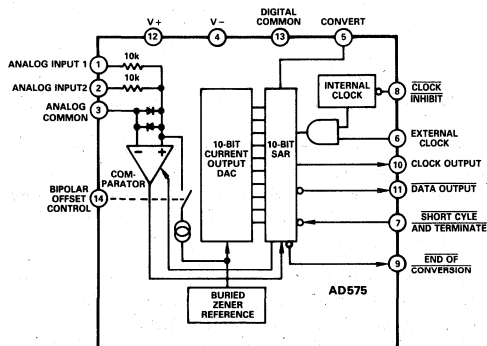 V+
V−
DIGITAL
COMMON
CONVERT
12
4
13
5
ANALOG INPUT 1
1
10k
ANALOG INPUT2
2
10k
ANALOG
COMMON
3
INTERNAL
CLOCK
8
CLOCK
INHIBIT
6
EXTERNAL
CLOCK
10
CLOCK OUTPUT
11
DATA OUTPUT
7
SHORT CYLE
AND TERMINATE
9
END OF
CONVERSION
− +
COM-
PARATOR
10-BIT
CURRENT
OUTPUT
DAC
10-BIT
SAR
BIPOLAR
OFFSET
CONTROL
14
BURIED
ZENER
REFERENCE
AD575